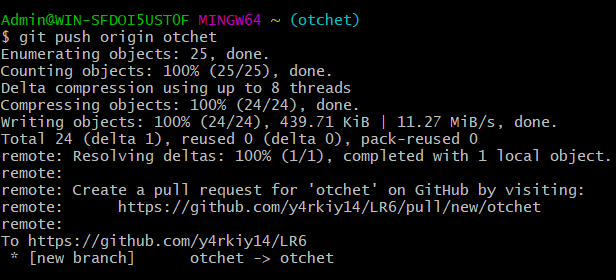 Admin@WIN-SFDOI5UST0F MINGW64 ~ (otchet)
$ git push origin otchet
Enumerating objects: 25, done.
Counting objects: 100% (25/25), done.
Delta compression using up to 8 threads
Compressing objects: 100% (24/24), done.
Writing objects: 100% (24/24), 439.71 KiB | 11.27 MiB/s, done.
Total 24 (delta 1), reused 0 (delta 0), pack-reused 0
remote: Resolving deltas: 100% (1/1), completed with 1 local object.
remote:
remote: Create a pull request for 'otchet' on GitHub by visiting:
remote:      https://github.com/y4rkiy14/LR6/pull/new/otchet
remote:
To https://github.com/y4rkiy14/LR6
 * [new branch]      otchet -> otchet